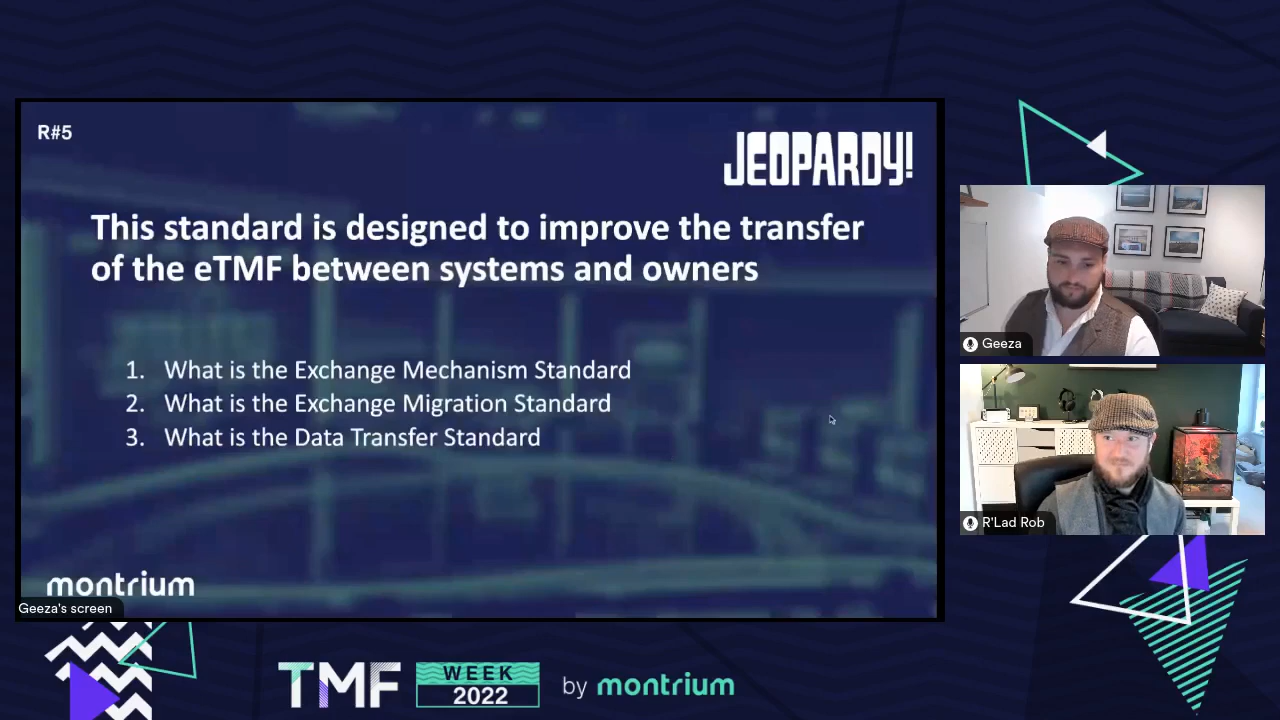 R#5
JEOPARDY!
This standard is designed to improve the transfer
of the eTMF between systems and owners
1. What is the Exchange Mechanism Standard
2. What is the Exchange Migration Standard
3. What is the Data Transfer Standard
montrium
Geeza's screen
Geeza
R'Lad Rob
TMF
WEEK
2022
by montrium